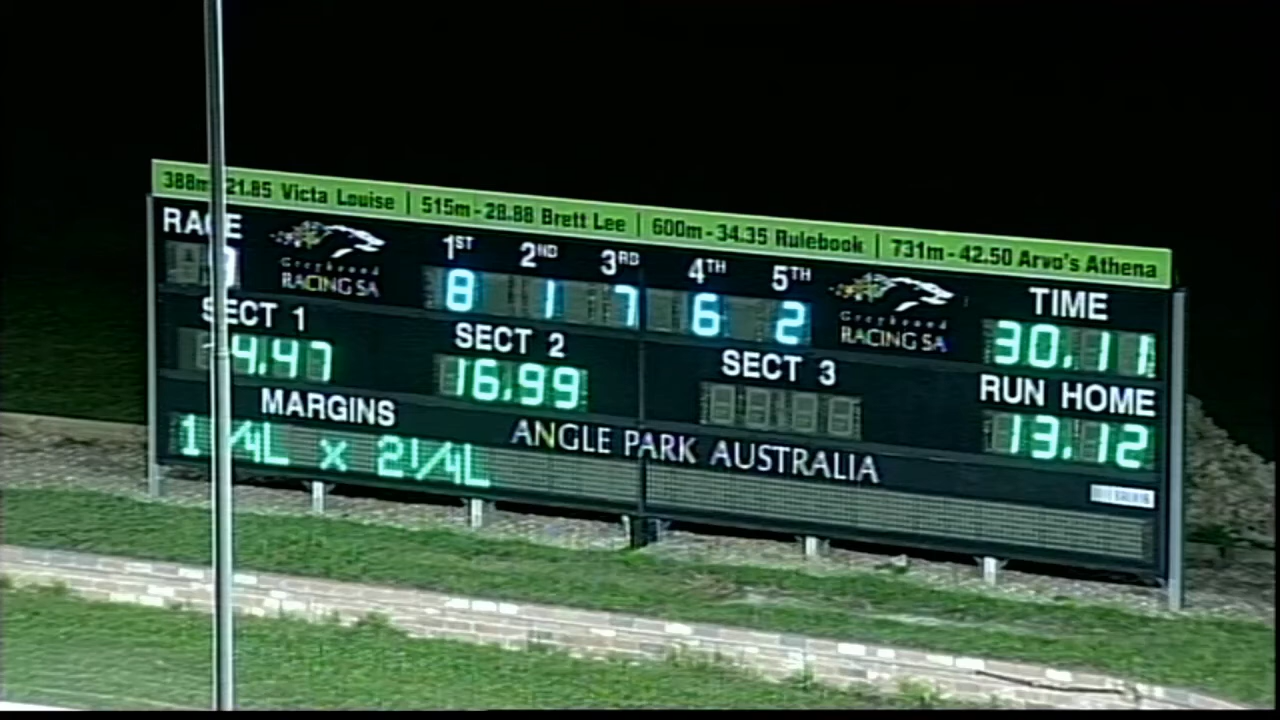 388m 21.85 Victa Louise | 515m - 28.88 Brett Lee | 600m - 34.35 Rulebook | 731m - 42.50 Arvo's Athena
RACE 1ST 2ND 3RD 4TH 5TH TIME
Greyhound RACING SA 8 1 7 6 2 Greyhound RACING SA 30.11
SECT 1 SECT 2 SECT 3 RUN HOME
4.47 16.99 13.12
MARGINS ANGLE PARK AUSTRALIA
1 1/4L x 2 1/4L